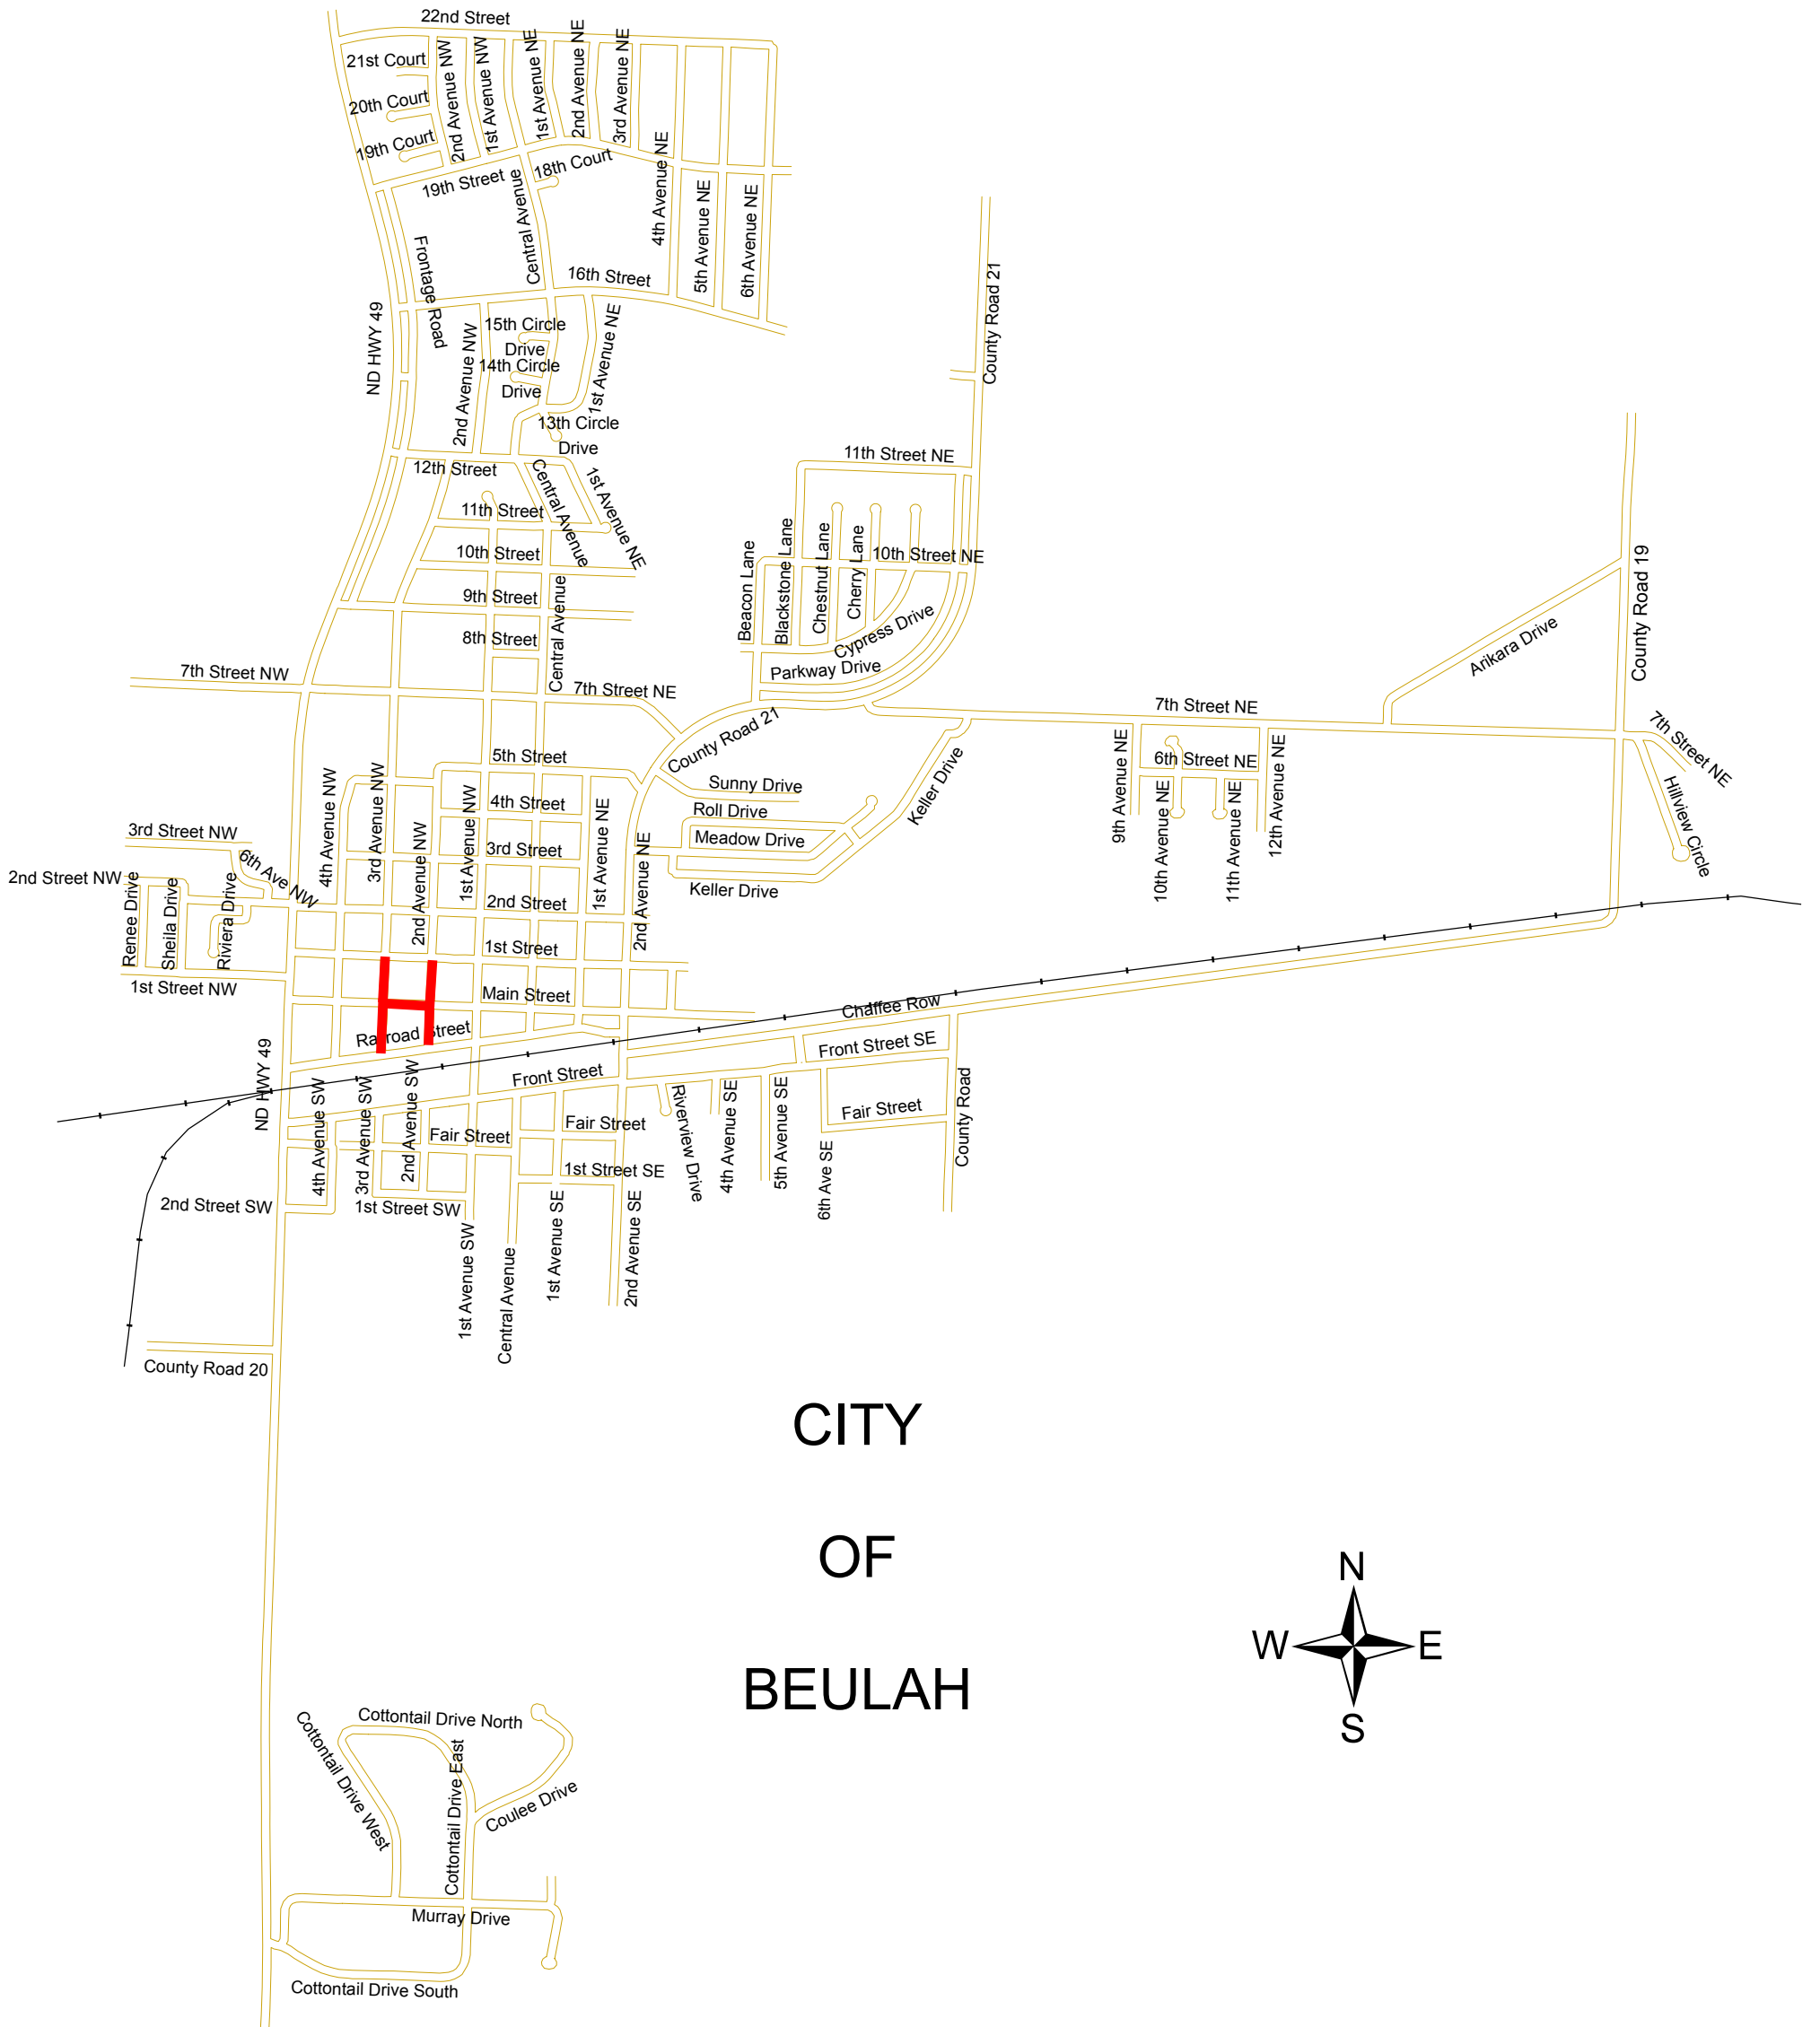 22nd Street
21st Court
20th Court
19th Court
2nd Avenue NW
1st Avenue NW
1st Avenue NE
2nd Avenue NE
3rd Avenue NE
19th Street
18th Court
Central Avenue
4th Avenue NE
5th Avenue NE
6th Avenue NE
Frontage Road
16th Street
ND HWY 49
2nd Avenue NW
15th Circle
Drive
14th Circle
Drive
1st Avenue NE
13th Circle
Drive
County Road 21
12th Street
Central Avenue
1st Avenue NE
11th Street
10th Street
9th Street
8th Street
Central Avenue
11th Street NE
10th Street NE
Beacon Lane
Blackstone Lane
Chestnut Lane
Cherry Lane
Cypress Drive
Parkway Drive
County Road 19
Arikara Drive
7th Street NW
7th Street NE
7th Street NE
7th Street NE
County Road 21
5th Street
Sunny Drive
Roll Drive
Meadow Drive
Keller Drive
Keller Drive
9th Avenue NE
6th Street NE
10th Avenue NE
11th Avenue NE
12th Avenue NE
Hillview Circle
4th Avenue NW
3rd Avenue NW
2nd Avenue NW
1st Avenue NW
4th Street
3rd Street
1st Avenue NE
2nd Avenue NE
3rd Street NW
6th Ave NW
2nd Street NW
Renee Drive
Sheila Drive
Riviera Drive
2nd Street
1st Street
1st Street NW
Main Street
Railroad Street
Chaffee Row
ND HWY 49
Front Street
Front Street SE
4th Avenue SW
3rd Avenue SW
2nd Avenue SW
Fair Street
Fair Street
Fair Street
Riverview Drive
4th Avenue SE
5th Avenue SE
6th Ave SE
County Road
1st Street SE
2nd Street SW
1st Street SW
1st Avenue SW
Central Avenue
1st Avenue SE
2nd Avenue SE
County Road 20
CITY
OF
BEULAH
N
W
E
S
Cottontail Drive North
Cottontail Drive West
Cottontail Drive East
Coulee Drive
Murray Drive
Cottontail Drive South